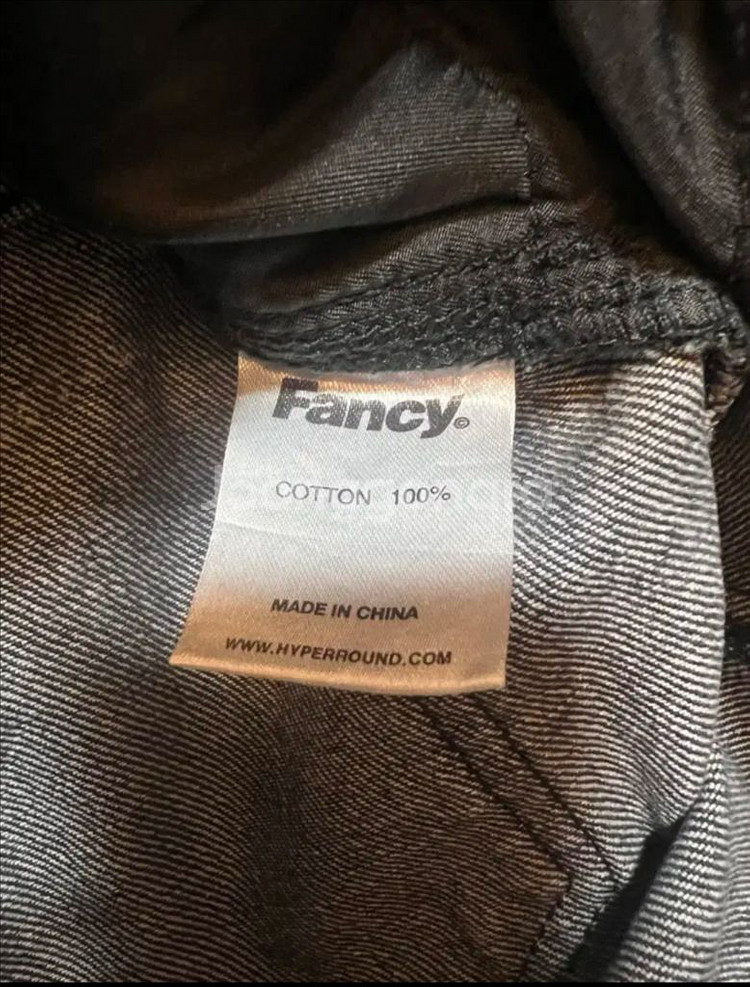 Fancy.©
COTTON 100%
MADE IN CHINA
WWW.HYPERROUND.COM